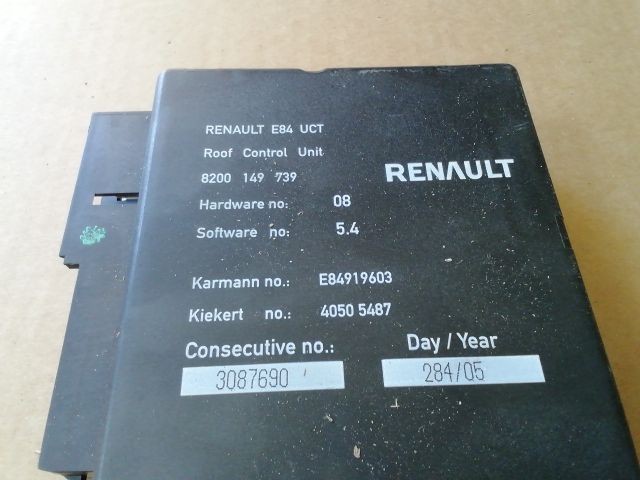 RENAULT E84 UCT
Roof Control Unit
8200 149 739
RENAULT
Hardware no: 08
Software no: 5.4
Karmann no.: E84919603
Kiekert no.: 4050 5487
Consecutive no.: Day / Year
3087690 284/05